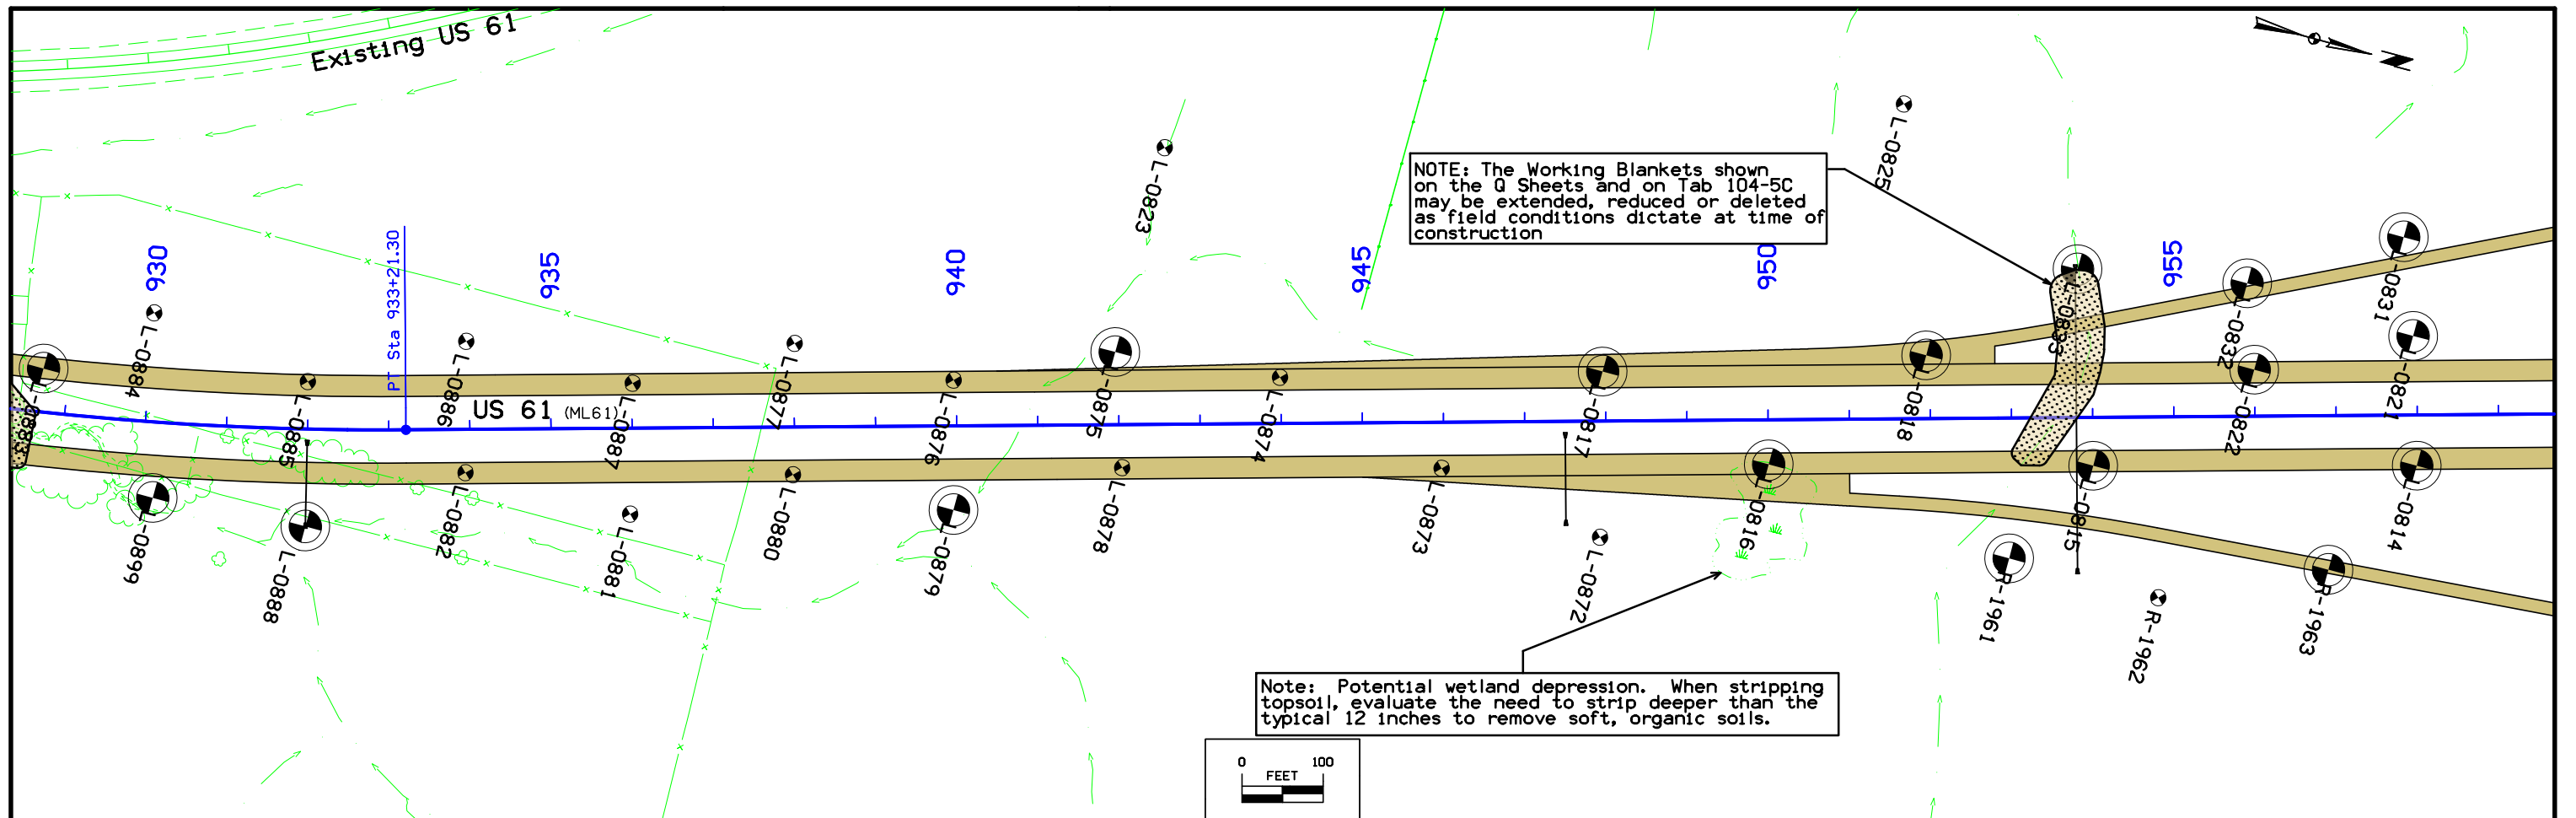 Existing US 61
N
L-0825
L-0823
NOTE: The Working Blankets shown
on the Q Sheets and on Tab 104-5C
may be extended, reduced or deleted
as field conditions dictate at time of
construction
930
PT Sta 933+21.30
935
940
945
950
955
L-0884
L-0883
L-0885
L-0886
L-0887
L-0877
L-0876
L-0875
L-0874
L-0817
L-0818
L-0833
L-0832
L-0831
L-0822
L-0821
US 61 (ML61)
L-0899
L-0888
L-0882
L-0881
L-0880
L-0879
L-0878
L-0873
L-0872
L-0816
L-0815
L-0814
R-1961
R-1962
R-1963
Note: Potential wetland depression. When stripping
topsoil, evaluate the need to strip deeper than the
typical 12 inches to remove soft, organic soils.
0 100
FEET